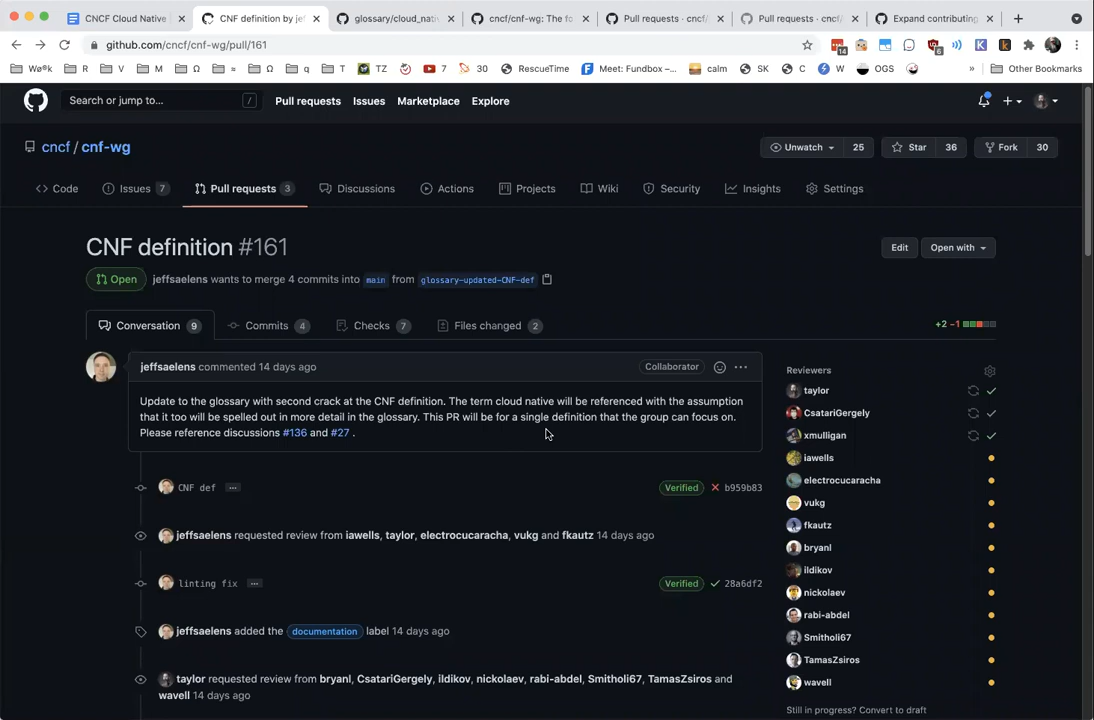 CNCF Cloud Native
CNF definition by je
glossary/cloud_nati
cncf/cnf-wg: The fo
Pull requests · cncf/
Pull requests · cncf/
Expand contributing
github.com/cncf/cnf-wg/pull/161
14
6
Wø®k
R
V
M
Ω
≈
Ω
q
T
TZ
7
30
RescueTime
Meet: Fundbox –...
calm
SK
C
W
OGS
»
Other Bookmarks
Search or jump to...
/
Pull requests
Issues
Marketplace
Explore
cncf / cnf-wg
Unwatch
25
Star
36
Fork
30
Code
Issues 7
Pull requests 3
Discussions
Actions
Projects
Wiki
Security
Insights
Settings
CNF definition #161
Edit
Open with
Open
jeffsaelens wants to merge 4 commits into main from glossary-updated-CNF-def
Conversation 9
Commits 4
Checks 7
Files changed 2
+2 −1
jeffsaelens commented 14 days ago
Collaborator
Update to the glossary with second crack at the CNF definition. The term cloud native will be referenced with the assumption
that it too will be spelled out in more detail in the glossary. This PR will be for a single definition that the group can focus on.
Please reference discussions #136 and #27 .
CNF def
Verified
b959b83
jeffsaelens requested review from iawells, taylor, electrocucaracha, vukg and fkautz 14 days ago
linting fix
Verified
28a6df2
jeffsaelens added the documentation label 14 days ago
taylor requested review from bryanl, CsatariGergely, ildikov, nickolaev, rabi-abdel, Smitholi67, TamasZsiros and
wavell 14 days ago
Reviewers
taylor
CsatariGergely
xmulligan
iawells
electrocucaracha
vukg
fkautz
bryanl
ildikov
nickolaev
rabi-abdel
Smitholi67
TamasZsiros
wavell
Still in progress? Convert to draft